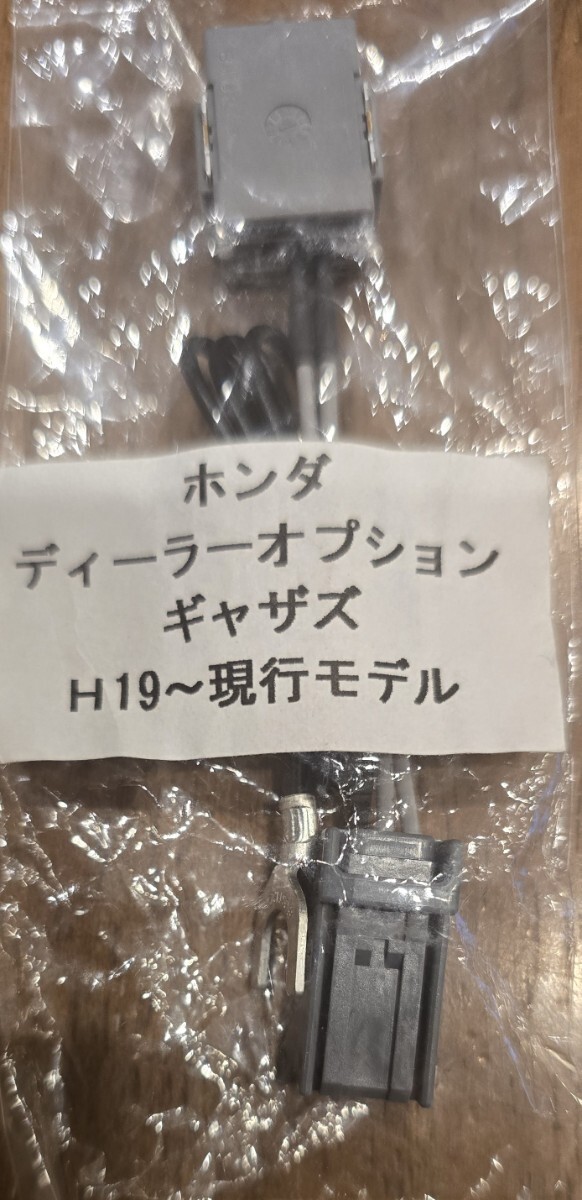 ホンダ
ディーラーオプション
ギャザズ
H19～現行モデル